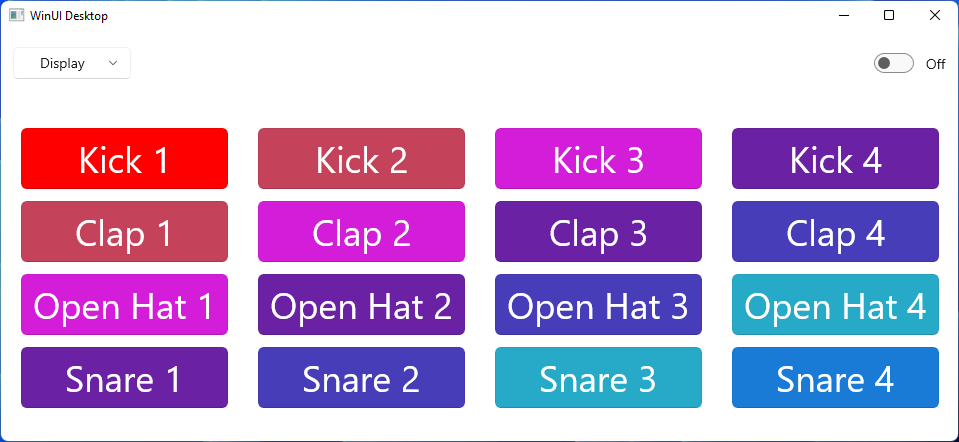 WinUI Desktop
Display
Off
Kick 1 Kick 2 Kick 3 Kick 4
Clap 1 Clap 2 Clap 3 Clap 4
Open Hat 1 Open Hat 2 Open Hat 3 Open Hat 4
Snare 1 Snare 2 Snare 3 Snare 4